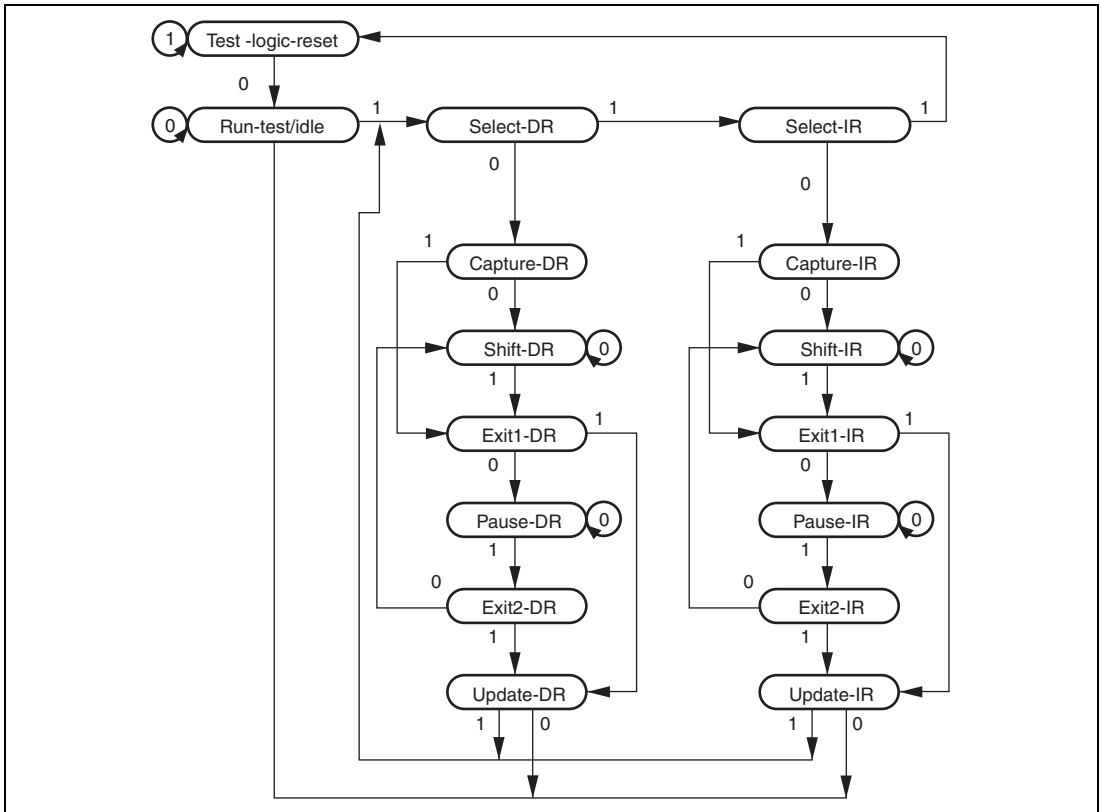 1 Test -logic-reset
0
0 Run-test/idle 1 Select-DR 1 Select-IR 1
0 0
1 1
Capture-DR Capture-IR
0 0
Shift-DR 0 Shift-IR 0
1 1
Exit1-DR 1 Exit1-IR 1
0 0
Pause-DR 0 Pause-IR 0
1 1
0 0
Exit2-DR Exit2-IR
1 1
Update-DR Update-IR
1 0 1 0